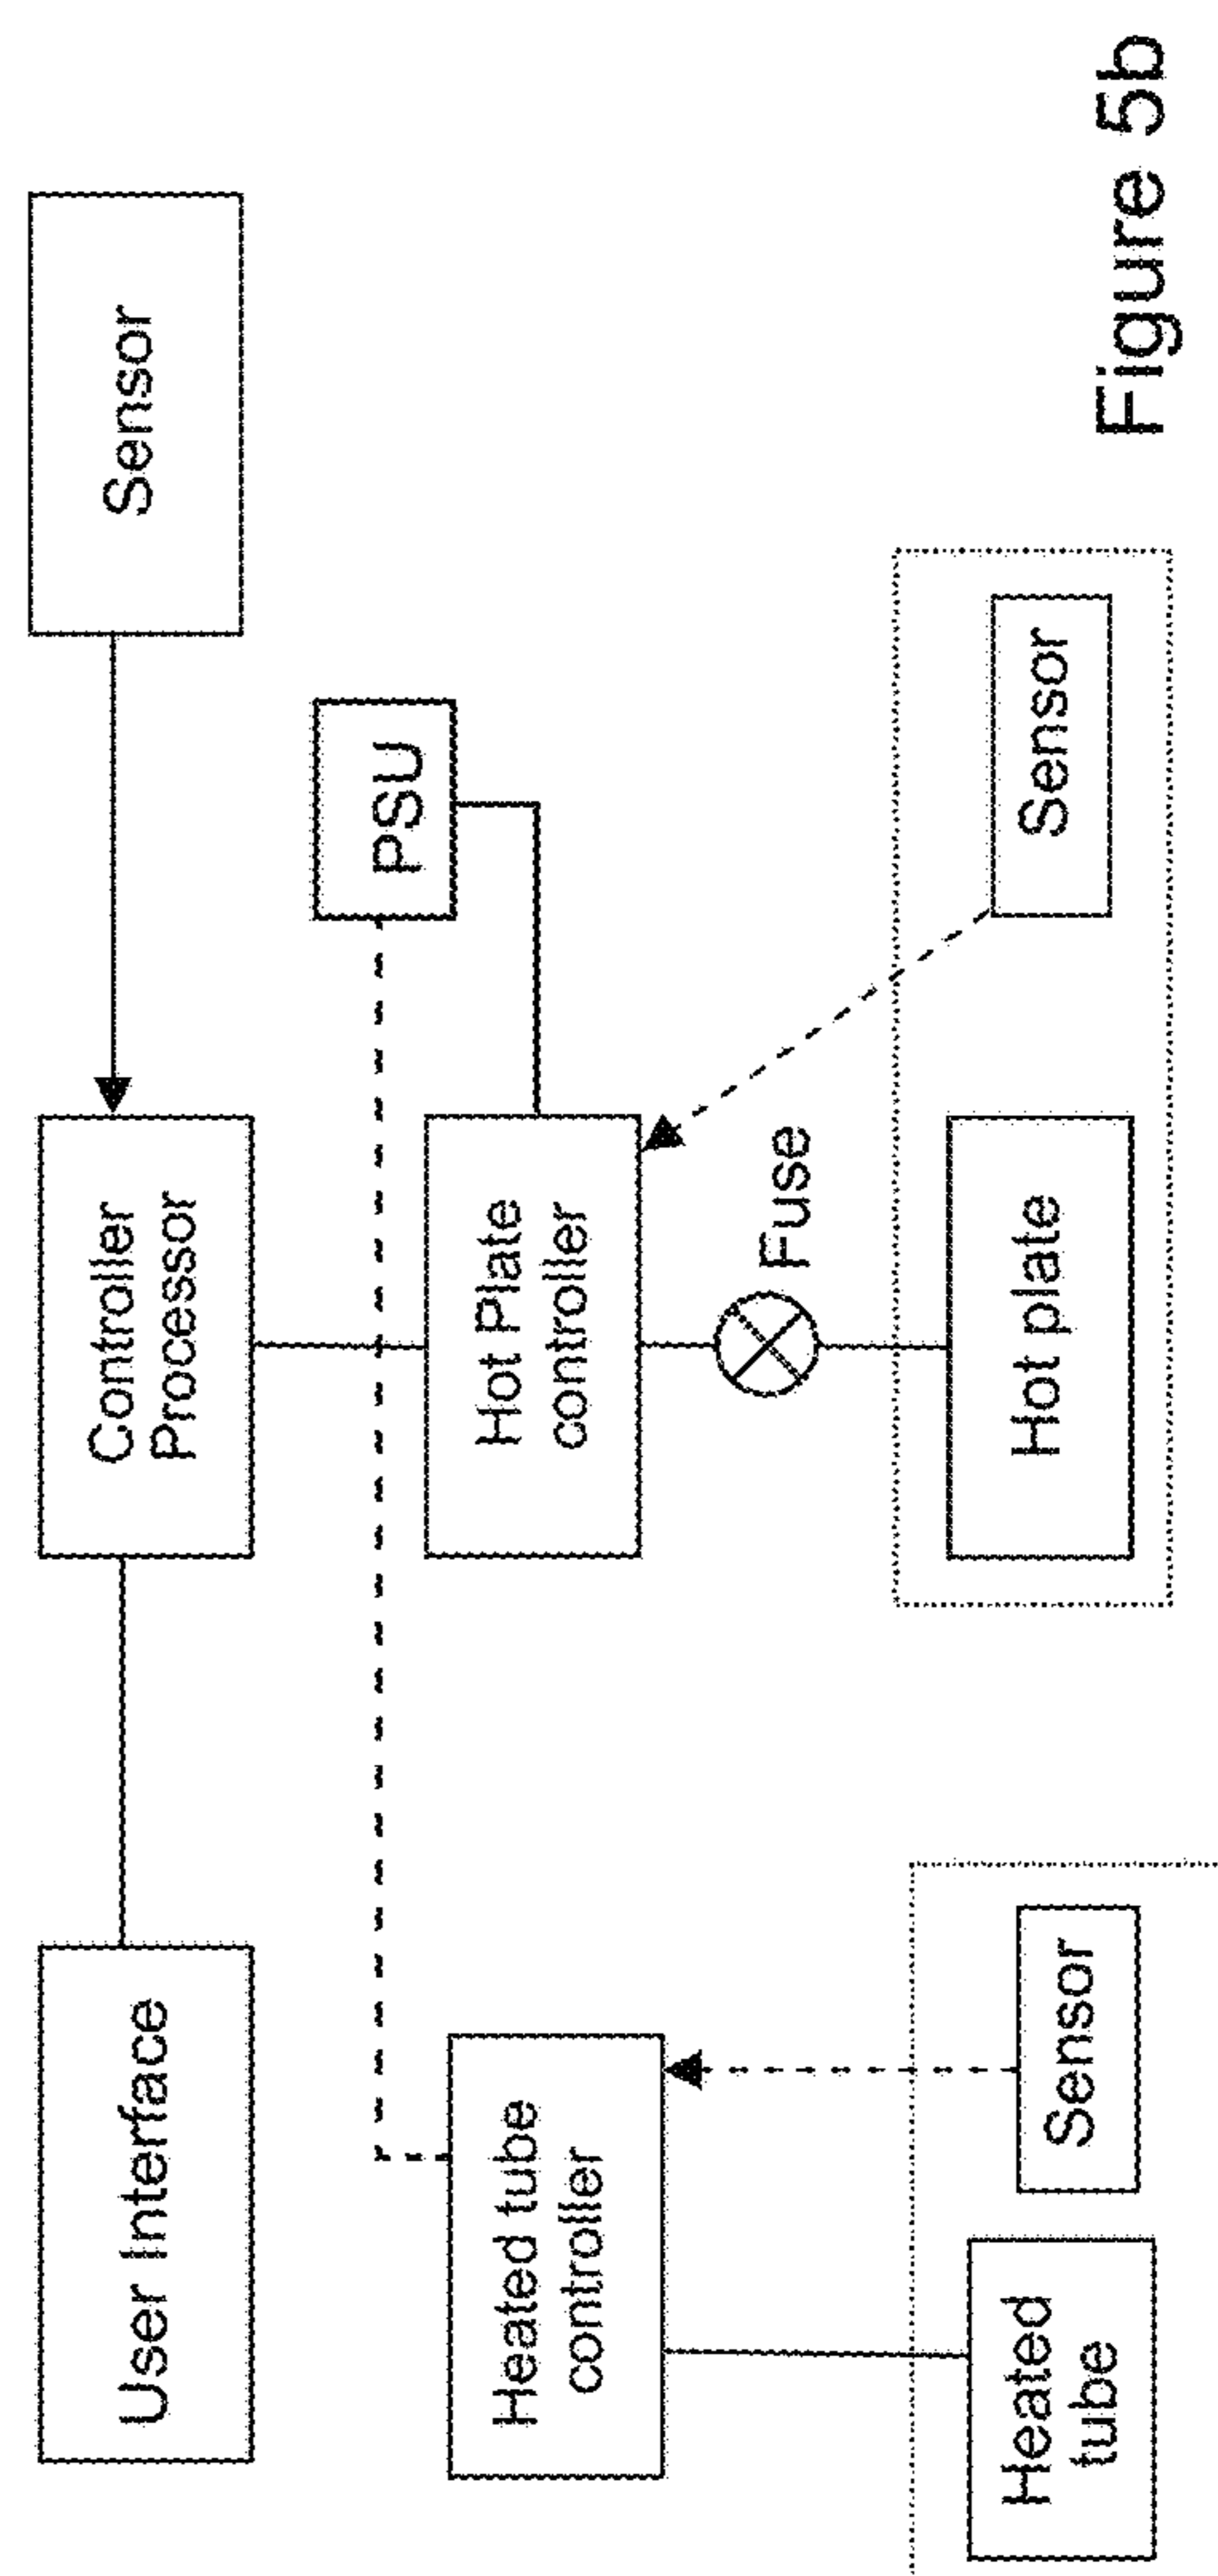 User Interface
Controller
Processor
Sensor
PSU
Heated tube
controller
Hot Plate
controller
Fuse
Heated
tube
Sensor
Hot plate
Sensor
Figure 5b